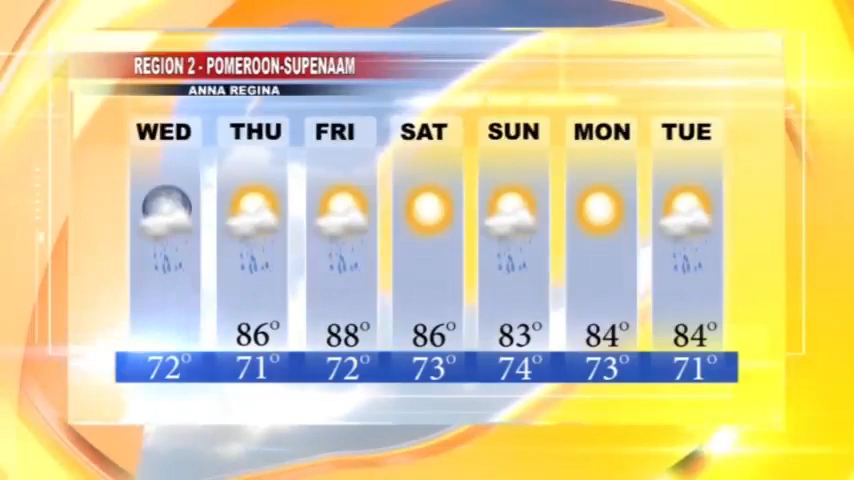 REGION 2 - POMEROON-SUPENAAM
ANNA REGINA
WED THU FRI SAT SUN MON TUE
86° 88° 86° 83° 84° 84°
72° 71° 72° 73° 74° 73° 71°